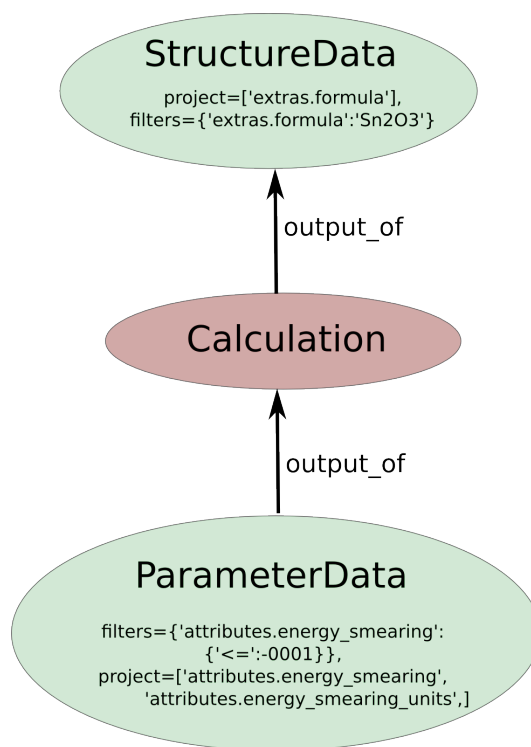 StructureData
project=['extras.formula'],
filters={'extras.formula':'Sn2O3'}
output_of
Calculation
output_of
ParameterData
filters={'attributes.energy_smearing':
{'<=':-0001}},
project=['attributes.energy_smearing',
'attributes.energy_smearing_units',]